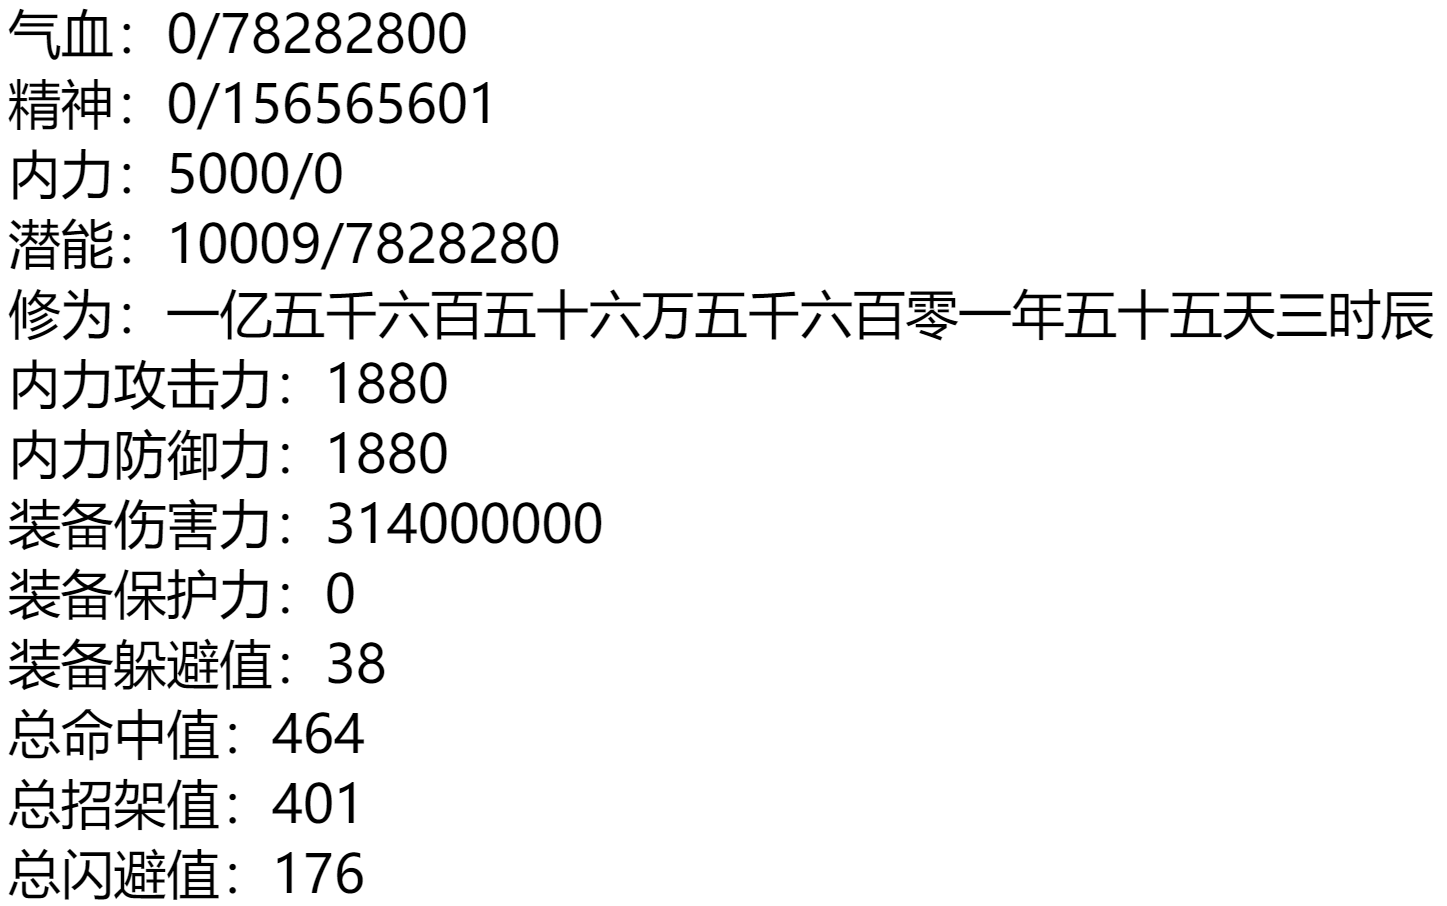 气血：0/78282800
精神：0/156565601
内力：5000/0
潜能：10009/7828280
修为：一亿五千六百五十六万五千六百零一年五十五天三时辰
内力攻击力：1880
内力防御力：1880
装备伤害力：314000000
装备保护力：0
装备躲避值：38
总命中值：464
总招架值：401
总闪避值：176